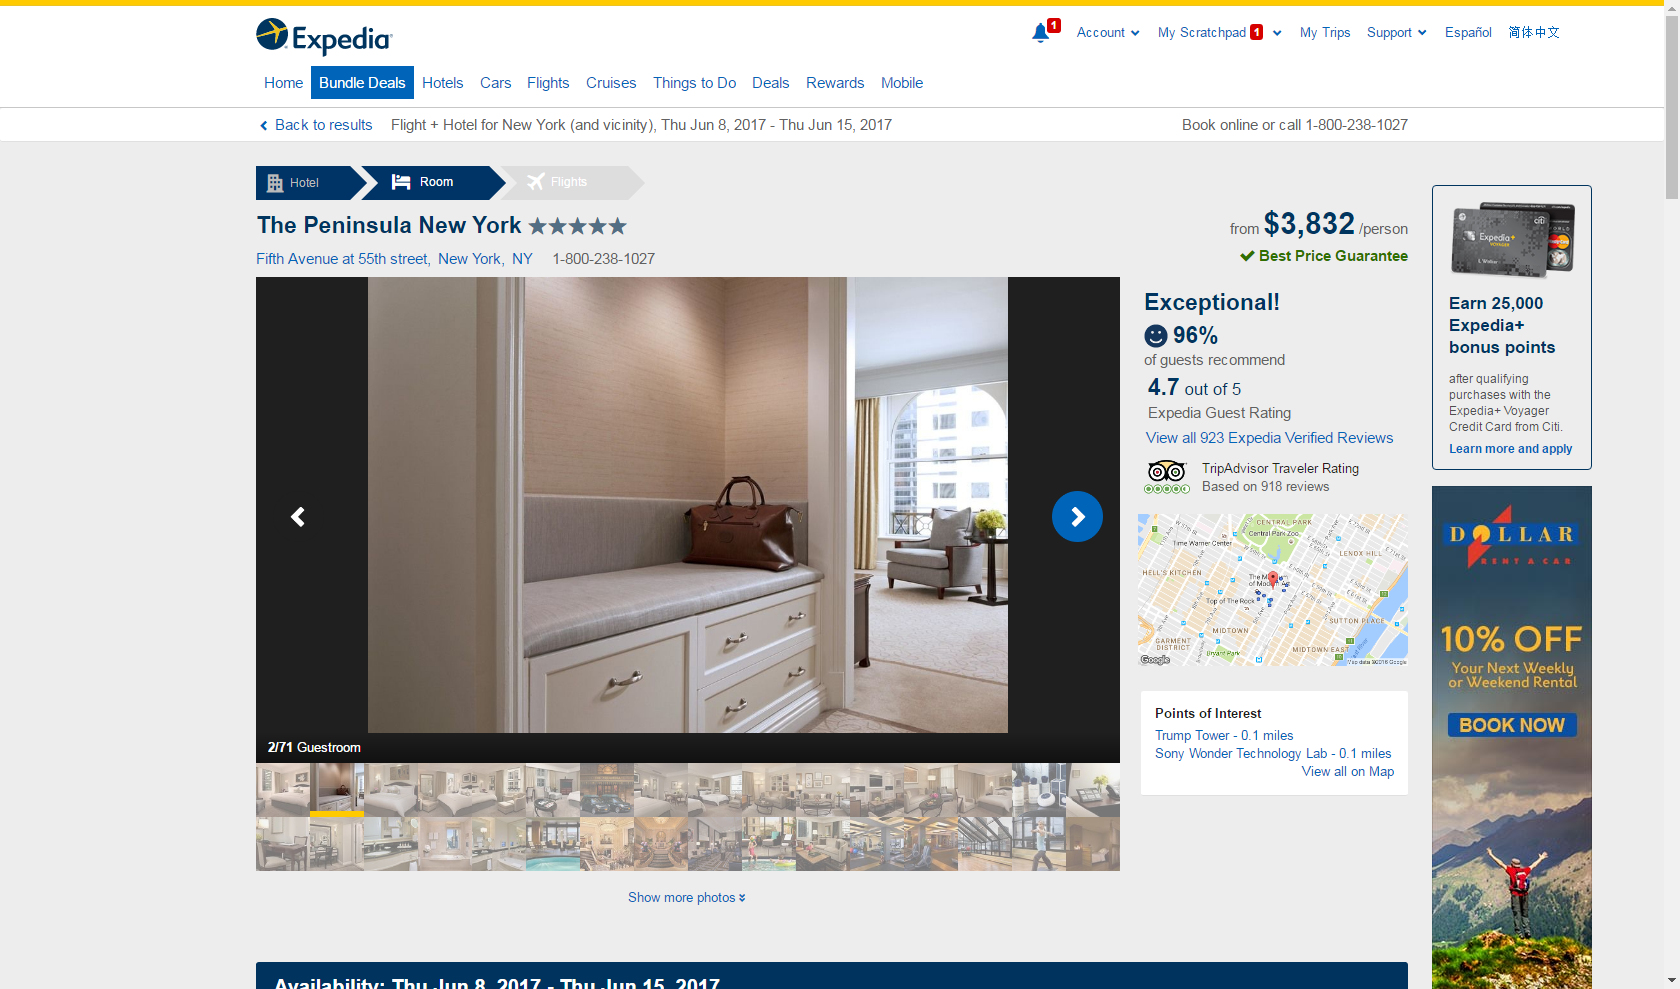 Expedia
1
Account
My Scratchpad 1
My Trips
Support
Español
简体中文
Home
Bundle Deals
Hotels
Cars
Flights
Cruises
Things to Do
Deals
Rewards
Mobile
Back to results
Flight + Hotel for New York (and vicinity), Thu Jun 8, 2017 - Thu Jun 15, 2017
Book online or call 1-800-238-1027
Hotel
Room
Flights
The Peninsula New York
Fifth Avenue at 55th street, New York, NY 1-800-238-1027
from $3,832 /person
Best Price Guarantee
2/71 Guestroom
Show more photos
Exceptional!
96%
of guests recommend
4.7 out of 5
Expedia Guest Rating
View all 923 Expedia Verified Reviews
TripAdvisor Traveler Rating
Based on 918 reviews
CENTRAL PARK
Central Park Zoo
Time Warner Center
LENOX HILL
HELL'S KITCHEN
Top of The Rock
SUTTON PLACE
MIDTOWN
GARMENT
DISTRICT
Bryant Park
MIDTOWN EAST
Google
Map data ©2016 Google
Points of Interest
Trump Tower - 0.1 miles
Sony Wonder Technology Lab - 0.1 miles
View all on Map
citi
Expedia+
VOYAGER
Earn 25,000
Expedia+
bonus points
after qualifying
purchases with the
Expedia+ Voyager
Credit Card from Citi.
Learn more and apply
DOLLAR
RENT A CAR
10% OFF
Your Next Weekly
or Weekend Rental
BOOK NOW
Availability: Thu Jun 8, 2017 - Thu Jun 15, 2017